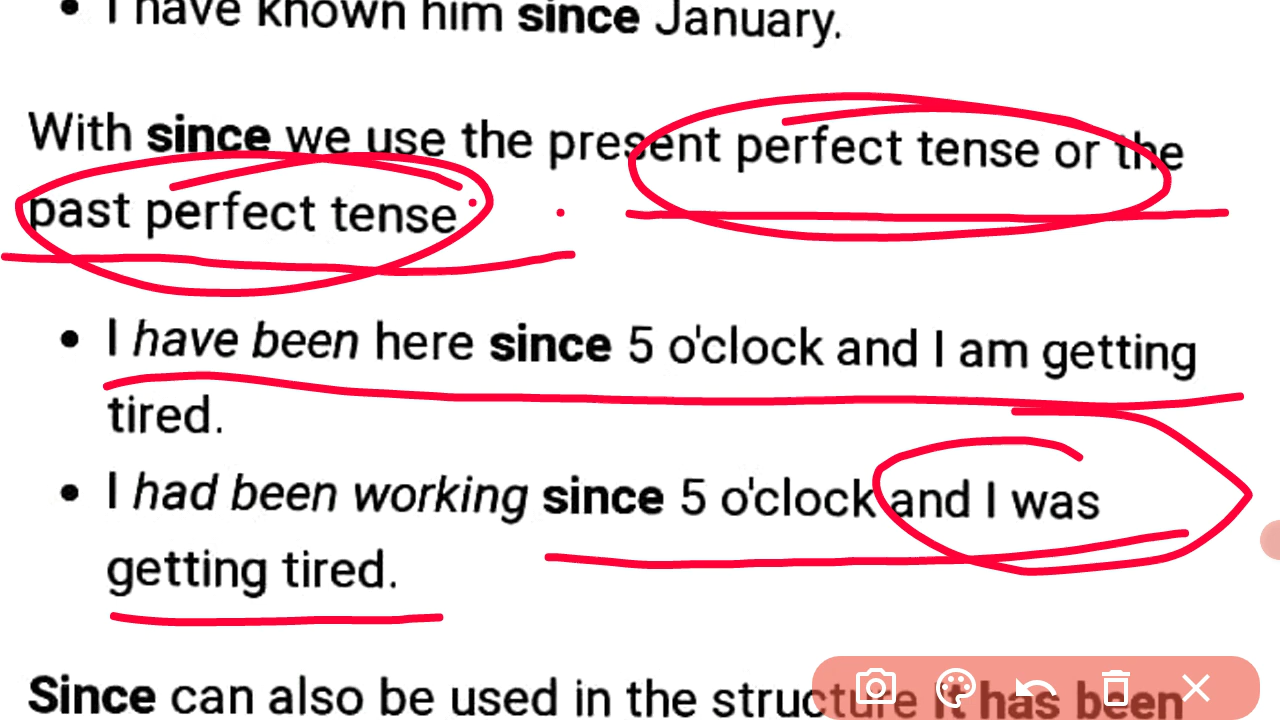 • I have known him since January.
With since we use the present perfect tense or the
past perfect tense
• I have been here since 5 o'clock and I am getting
tired.
• I had been working since 5 o'clock and I was
getting tired.
Since can also be used in the structure it has been